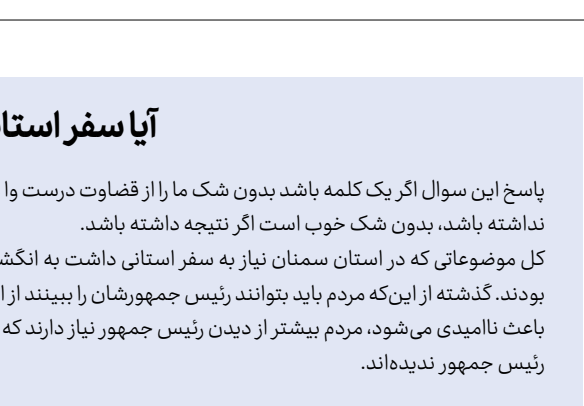 آیا سفر استا
پاسخ این سوال اگر یک کلمه باشد بدون شک ما را از قضاوت درست وا
نداشته باشد، بدون شک خوب است اگر نتیجه داشته باشد.
کل موضوعاتی که در استان سمنان نیاز به سفر استانی داشت به انگش
بودند. گذشته از این‌که مردم باید بتوانند رئیس جمهورشان را ببینند از ا
باعث ناامیدی می‌شود، مردم بیشتر از دیدن رئیس جمهور نیاز دارند که
رئیس جمهور ندیده‌اند.